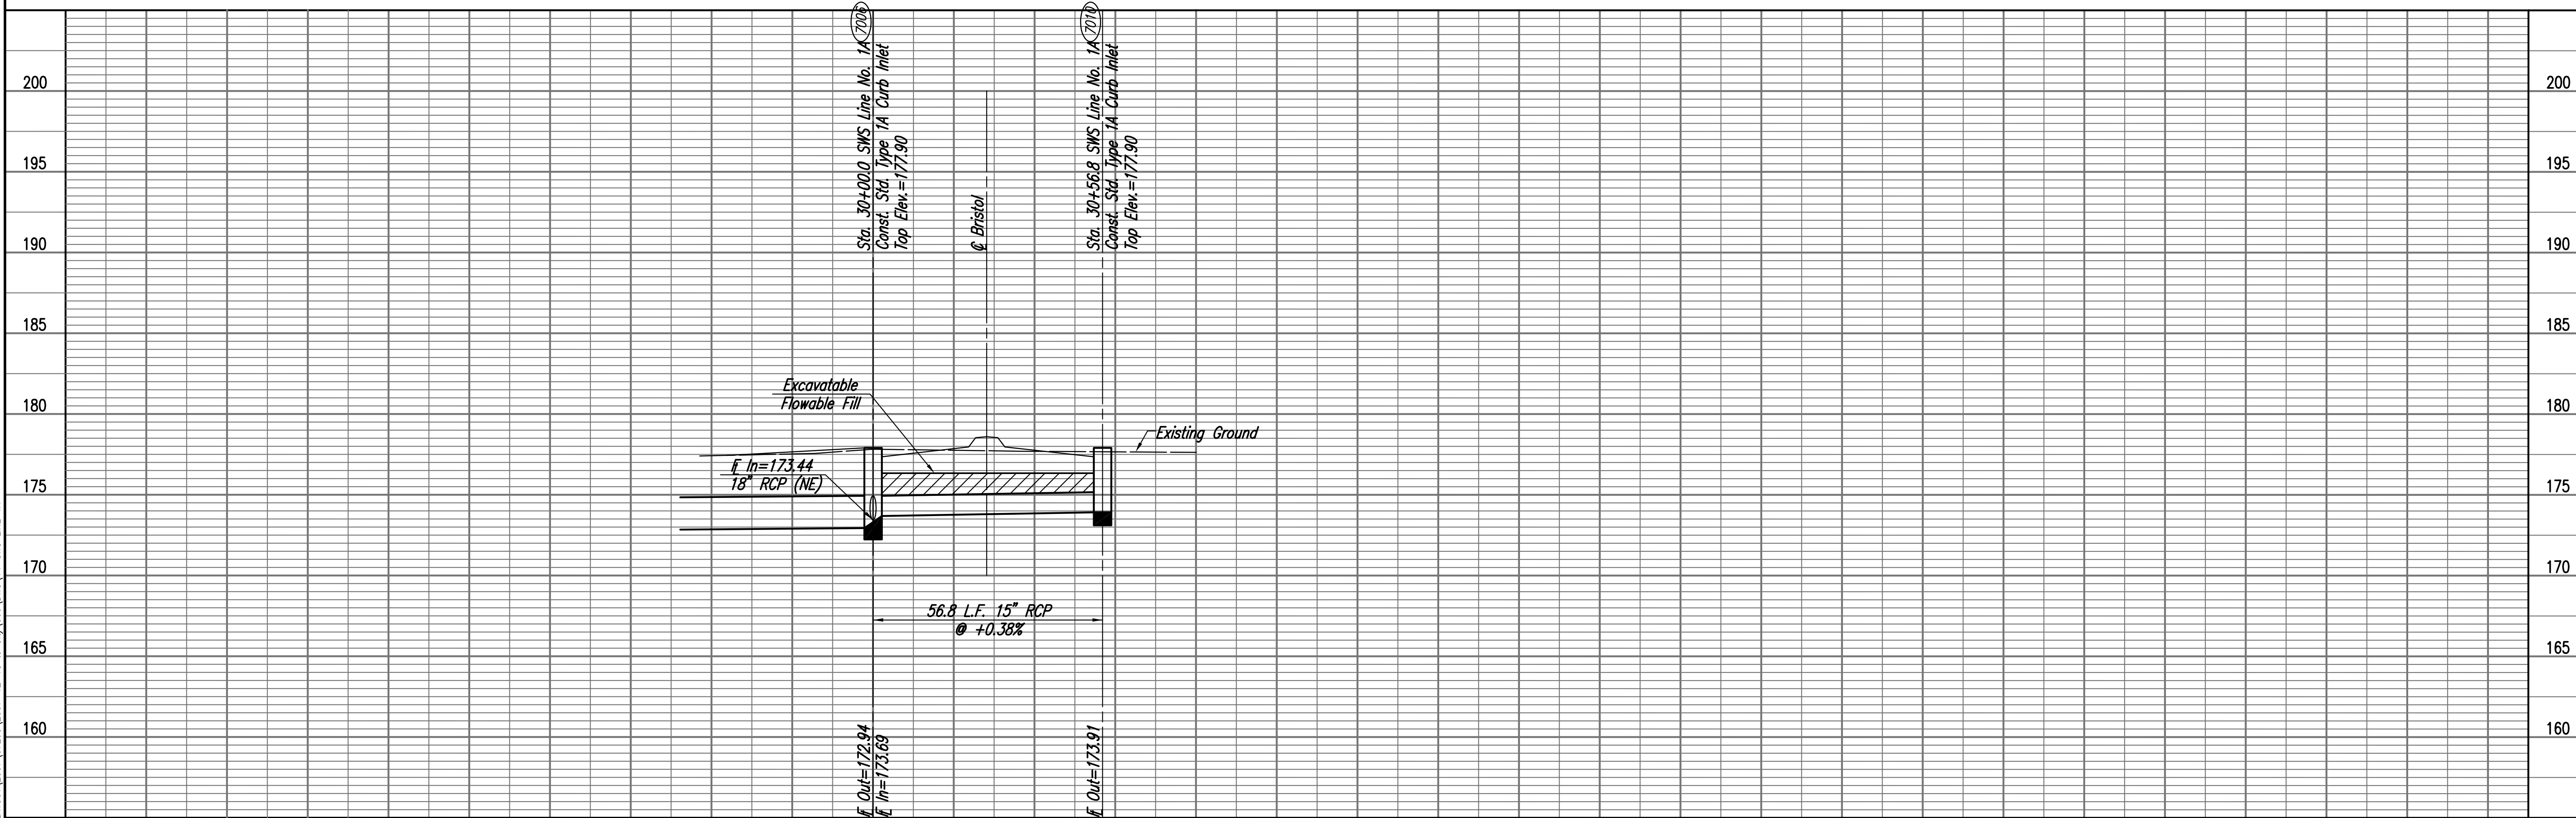 7006
Sta. 30+00.0 SWS Line No. 1A
Const. Std. Type 1A Curb Inlet
Top Elev.=177.90
℄ Bristol
7010
Sta. 30+56.8 SWS Line No. 1A
Const. Std. Type 1A Curb Inlet
Top Elev.=177.90
200
200
195
195
190
190
185
185
180
180
175
175
170
170
165
165
160
160
Excavatable
Flowable Fill
Existing Ground
FL In=173.44
18" RCP (NE)
56.8 L.F. 15" RCP
@ +0.38%
FL Out=172.94
FL In=173.69
FL Out=173.91